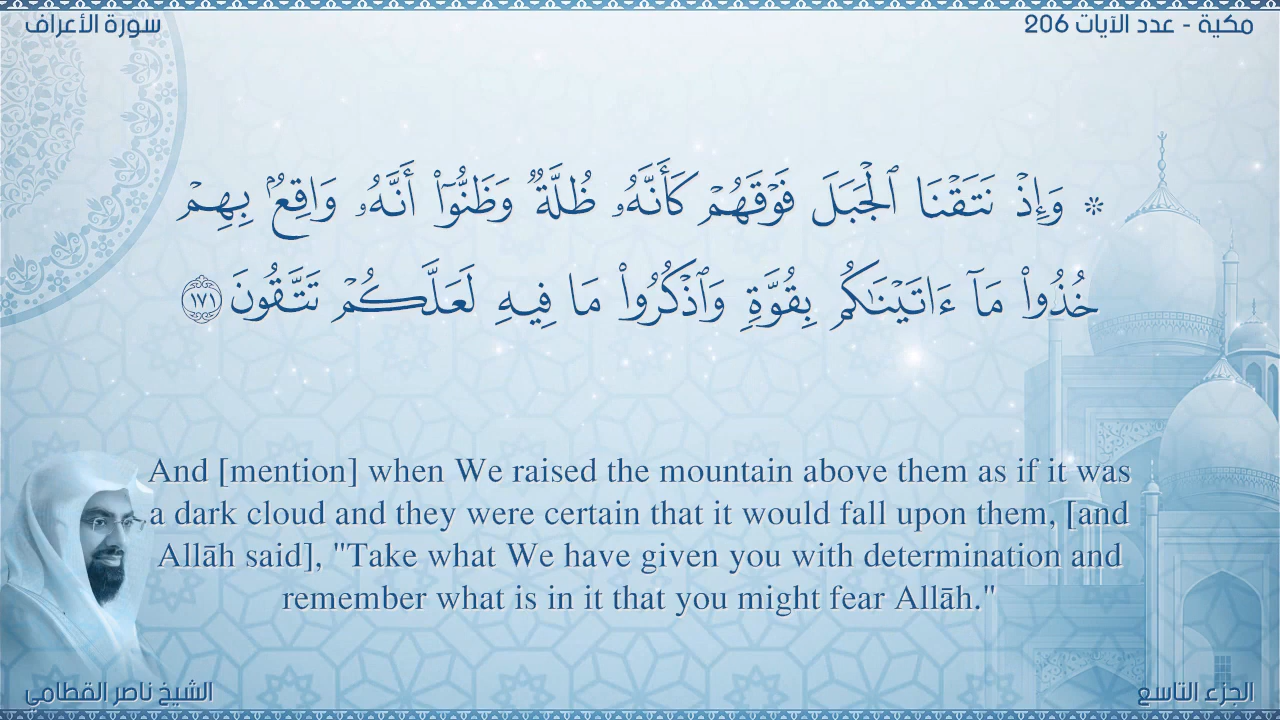 سورة الأعراف
مكية - عدد الآيات 206
۞ وَإِذْ نَتَقْنَا ٱلْجَبَلَ فَوْقَهُمْ كَأَنَّهُۥ ظُلَّةٌ وَظَنُّوٓا۟ أَنَّهُۥ وَاقِعٌۢ بِهِمْ
خُذُوا۟ مَآ ءَاتَيْنَـٰكُم بِقُوَّةٍ وَٱذْكُرُوا۟ مَا فِيهِ لَعَلَّكُمْ تَتَّقُونَ ١٧١
And [mention] when We raised the mountain above them as if it was
a dark cloud and they were certain that it would fall upon them, [and
Allāh said], "Take what We have given you with determination and
remember what is in it that you might fear Allāh."
الشيخ ناصر القطامي
الجزء التاسع